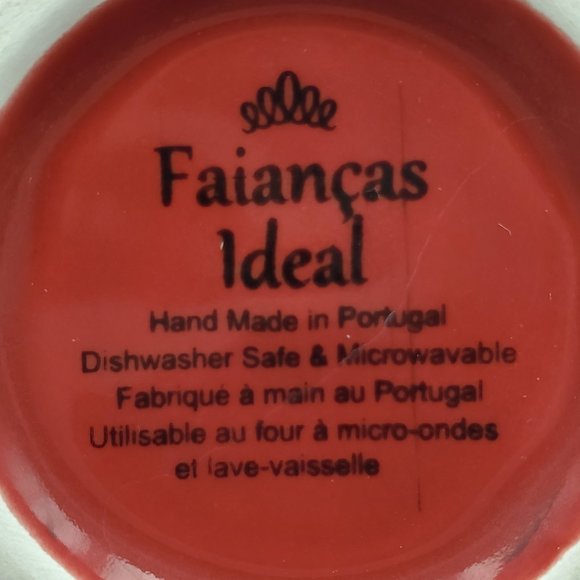 Faianças
Ideal
Hand Made in Portugal
Dishwasher Safe & Microwavable
Fabriqué à main au Portugal
Utilisable au four à micro-ondes
et lave-vaisselle